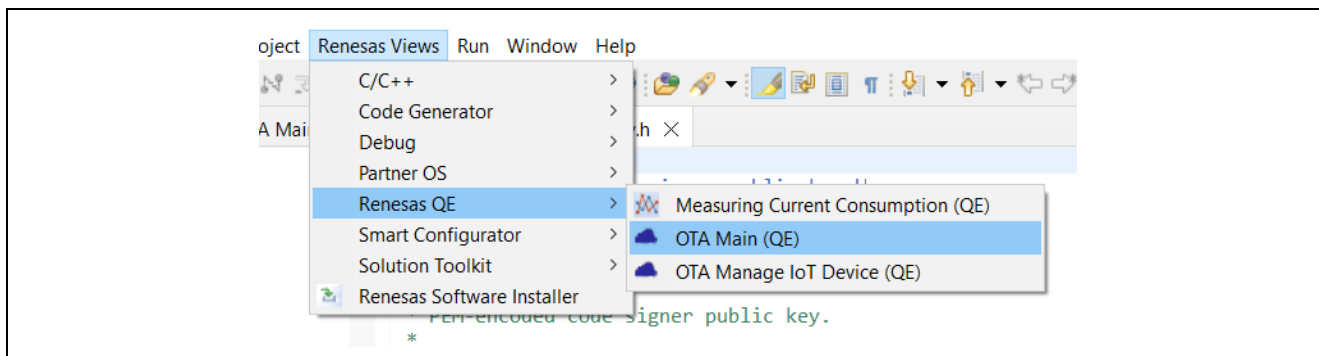 oject Renesas Views Run Window Help
C/C++ >
Code Generator >
A Mai .h ×
Debug >
Partner OS >
Renesas QE >
Measuring Current Consumption (QE)
Smart Configurator >
OTA Main (QE)
Solution Toolkit >
OTA Manage IoT Device (QE)
Renesas Software Installer
* PEM-encoded code signer public key.
*